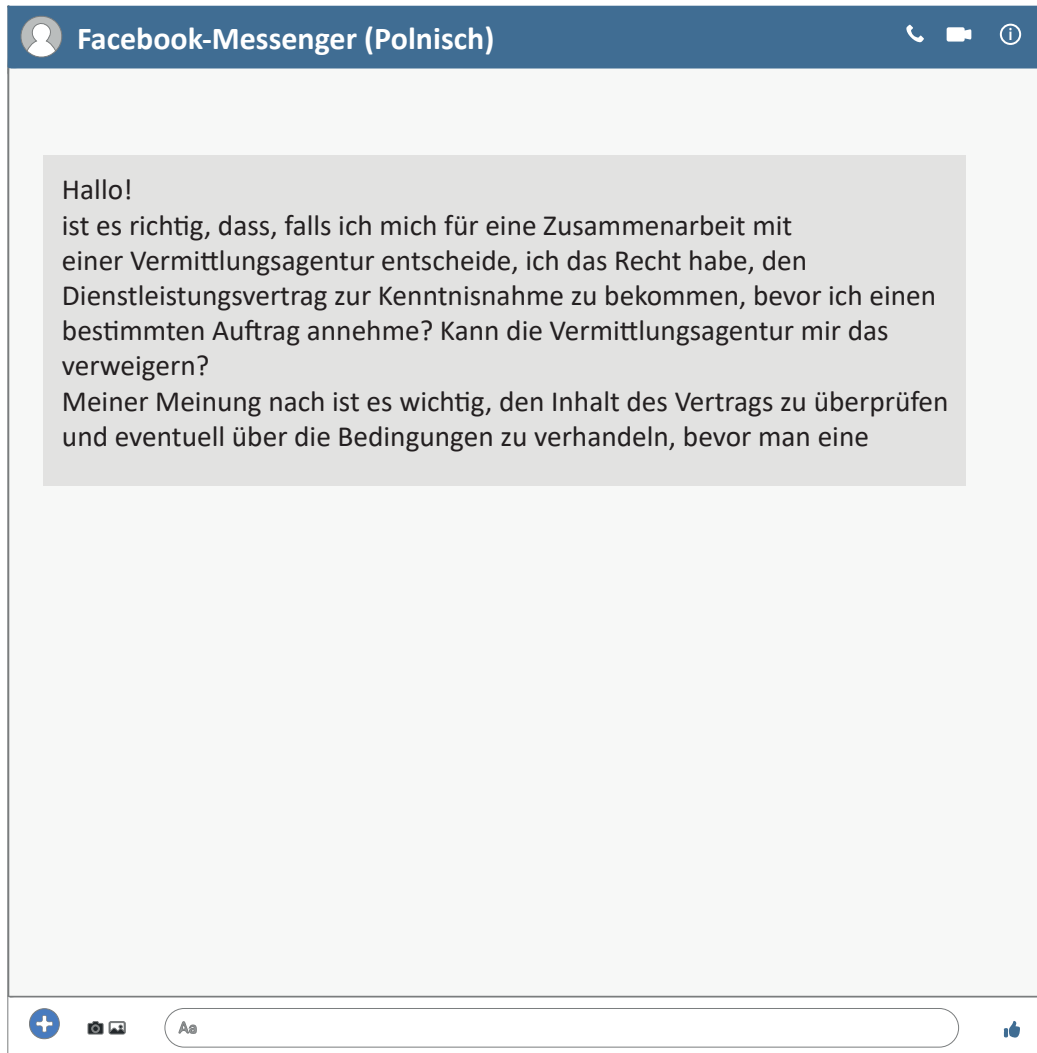 Facebook-Messenger (Polnisch)
Hallo!
ist es richtig, dass, falls ich mich für eine Zusammenarbeit mit
einer Vermittlungsagentur entscheide, ich das Recht habe, den
Dienstleistungsvertrag zur Kenntnisnahme zu bekommen, bevor ich einen
bestimmten Auftrag annehme? Kann die Vermittlungsagentur mir das
verweigern?
Meiner Meinung nach ist es wichtig, den Inhalt des Vertrags zu überprüfen
und eventuell über die Bedingungen zu verhandeln, bevor man eine
Aa